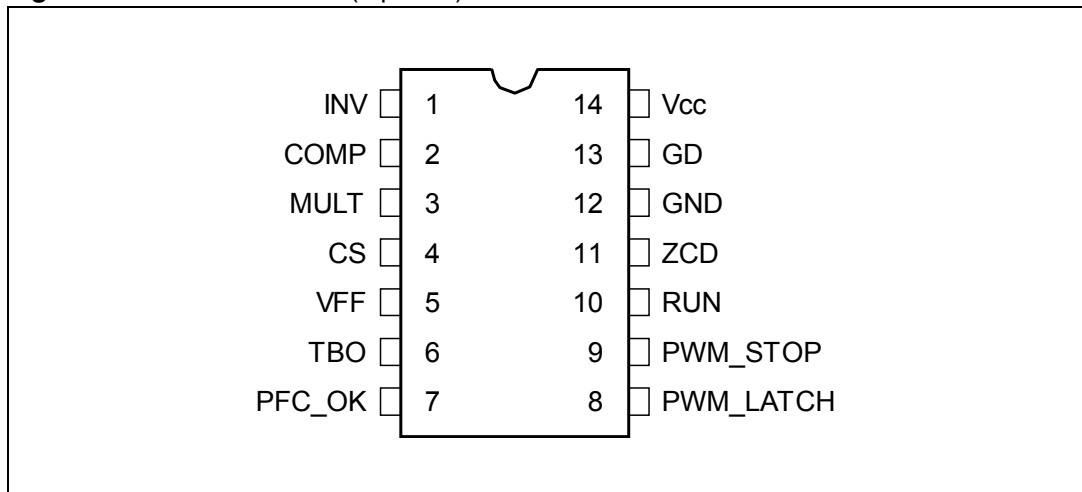 INV 1 14 Vcc
COMP 2 13 GD
MULT 3 12 GND
CS 4 11 ZCD
VFF 5 10 RUN
TBO 6 9 PWM_STOP
PFC_OK 7 8 PWM_LATCH